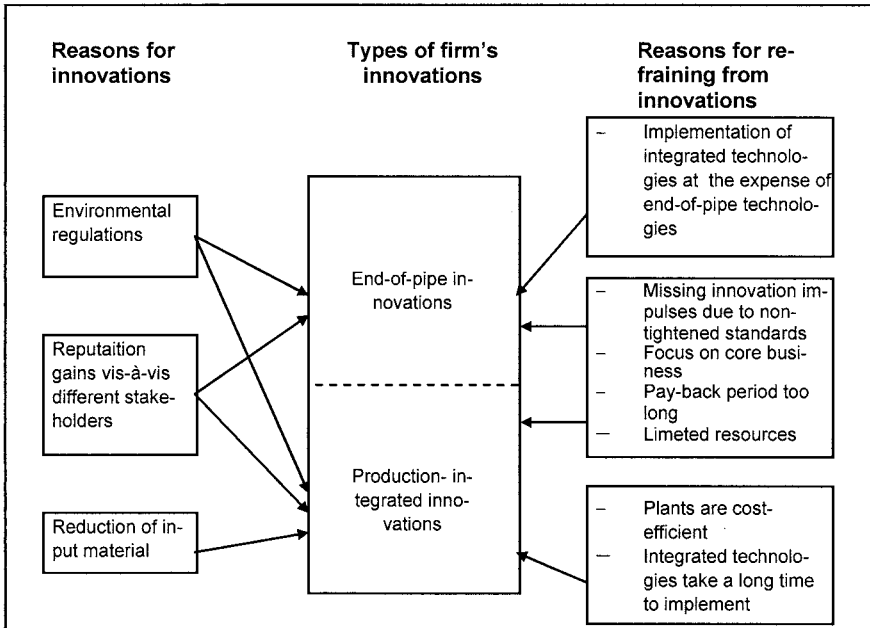 Reasons for
innovations
Types of firm's
innovations
Reasons for re-
fraining from
innovations
Environmental
regulations
Reputaition
gains vis-à-vis
different stake-
holders
Reduction of in-
put material
End-of-pipe in-
novations
Production- in-
tegrated inno-
vations
– Implementation of
integrated technolo-
gies at the expense of
end-of-pipe technolo-
gies
– Missing innovation im-
pulses due to non-
tightened standards
– Focus on core busi-
ness
– Pay-back period too
long
– Limeted resources
– Plants are cost-
efficient
– Integrated technolo-
gies take a long time
to implement